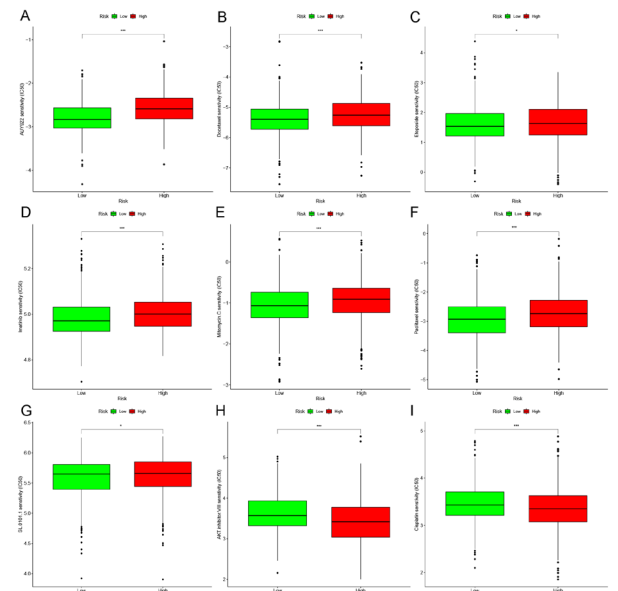 A
Risk Low High
***
AUY922 sensitivity (IC50)
-1
-2
-3
-4
Low
High
Risk
B
Risk Low High
***
Docetaxel sensitivity (IC50)
-3
-4
-5
-6
-7
Low
High
Risk
C
Risk Low High
*
Etoposide sensitivity (IC50)
4
3
2
1
0
Low
High
Risk
D
Risk Low High
***
Imatinib sensitivity (IC50)
5.2
5.0
4.8
Low
High
Risk
E
Risk Low High
***
Mitomycin C sensitivity (IC50)
0
-1
-2
-3
Low
High
Risk
F
Risk Low High
***
Paclitaxel sensitivity (IC50)
0
-1
-2
-3
-4
-5
Low
High
Risk
G
Risk Low High
*
sensitivity (IC50)
6.5
6.0
5.5
5.0
4.5
4.0
Low
High
H
Risk Low High
***
AKT inhibitor VIII sensitivity (IC50)
5
4
3
2
Low
High
I
Risk Low High
***
Cisplatin sensitivity (IC50)
5
4
3
2
Low
High